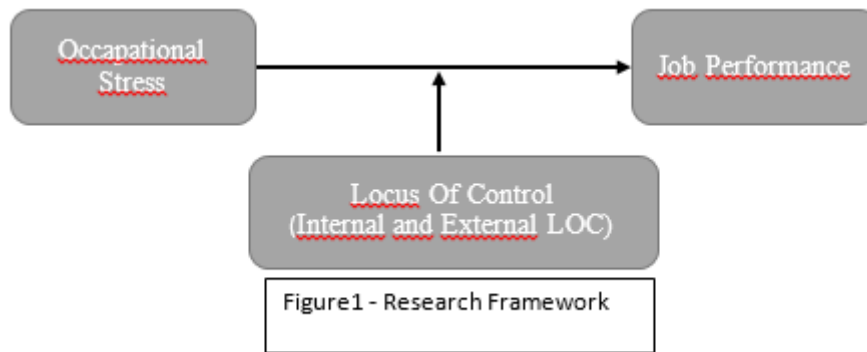 Occapational
Stress
Job Performance
Locus Of Control
(Internal and External LOC)
Figure1 - Research Framework